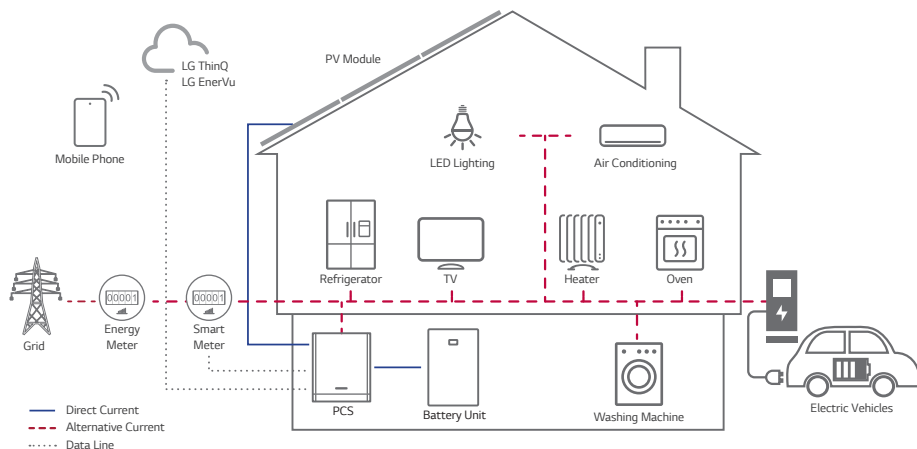 LG ThinQ
LG EnerVu
PV Module
Mobile Phone
LED Lighting
Air Conditioning
Refrigerator
TV
Heater
Oven
00001
00001
Grid
Energy
Meter
Smart
Meter
PCS
Battery Unit
Washing Machine
Electric Vehicles
Direct Current
Alternative Current
Data Line